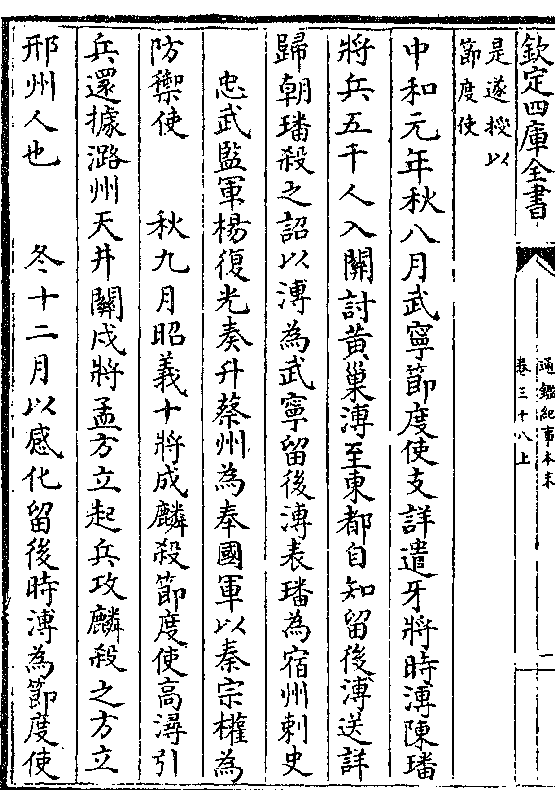 欽定四庫全書
通鑑紀事本末
卷三十八上
一
是遂授以
節度使
中和元年秋八月武寧節度使支詳遣牙將時溥陳璠
將兵五千人入關討黃巢溥至東都自知留後溥送詳
歸朝璠殺之詔以溥為武寧留後溥表璠為宿州刺史
忠武監軍楊復光奏升蔡州為奉國軍以秦宗權為
防禦使　秋九月昭義十將成麟殺節度使高潯引
兵還據潞州天井關戍將孟方立起兵攻麟殺之方立
邢州人也　冬十二月以感化留後時溥為節度使